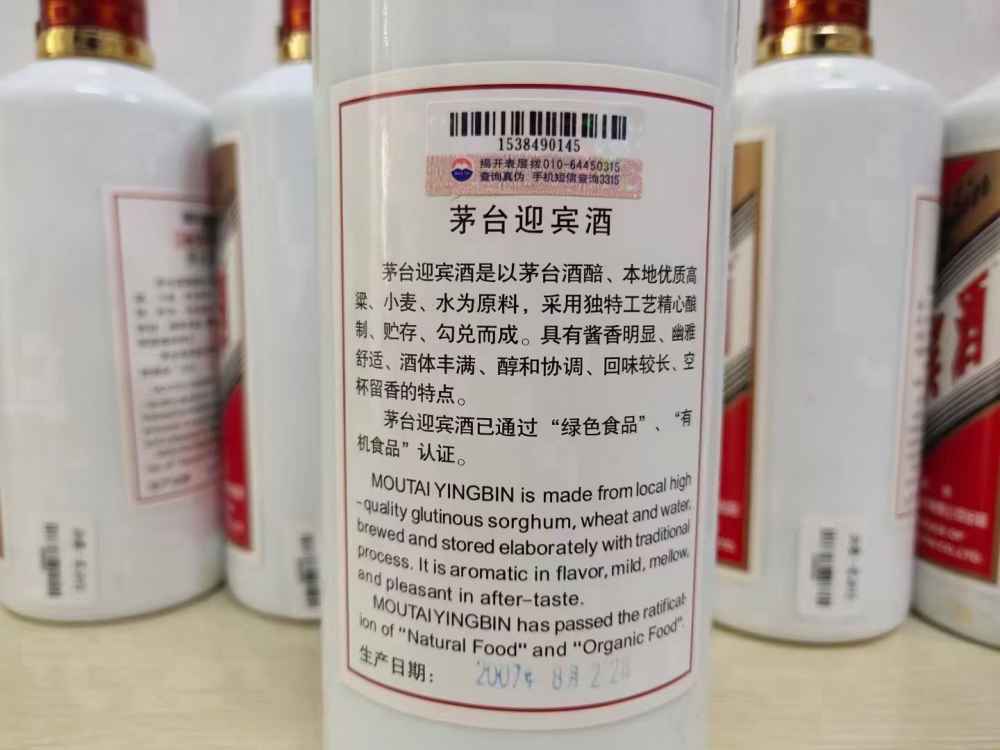 1538490145
揭开表层拨010-64450315
查询真伪 手机短信查询3315
茅台迎宾酒
茅台迎宾酒是以茅台酒醅、本地优质高
粱、小麦、水为原料，采用独特工艺精心酿
制、贮存、勾兑而成。具有酱香明显、幽雅
舒适、酒体丰满、醇和协调、回味较长、空
杯留香的特点。
茅台迎宾酒已通过“绿色食品”、“有
机食品”认证。
MOUTAI YINGBIN is made from local high
-quality glutinous sorghum, wheat and water,
brewed and stored elaborately with traditional
process. It is aromatic in flavor, mild, mellow,
and pleasant in after-taste.
MOUTAI YINGBIN has passed the ratificat-
ion of "Natural Food" and "Organic Food".
生产日期：2007年 8月 2 2日